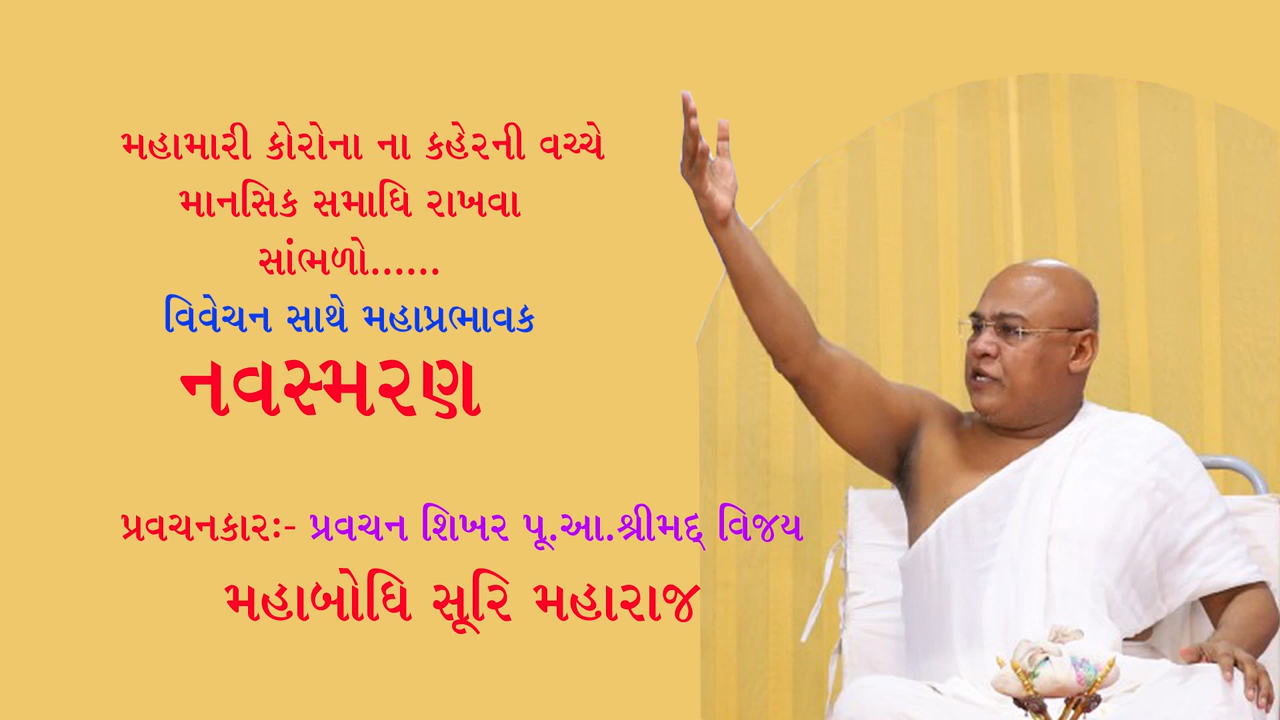 મહામારી કોરોના ના કહેરની વચ્ચે
માનસિક સમાધિ રાખવા
સાંભળો......
વિવેચન સાથે મહાપ્રભાવક
નવસ્મરણ
પ્રવચનકાર:- પ્રવચન શિખર પૂ.આ.શ્રીમદ્ વિજય
મહાબોધિ સૂરિ મહારાજ